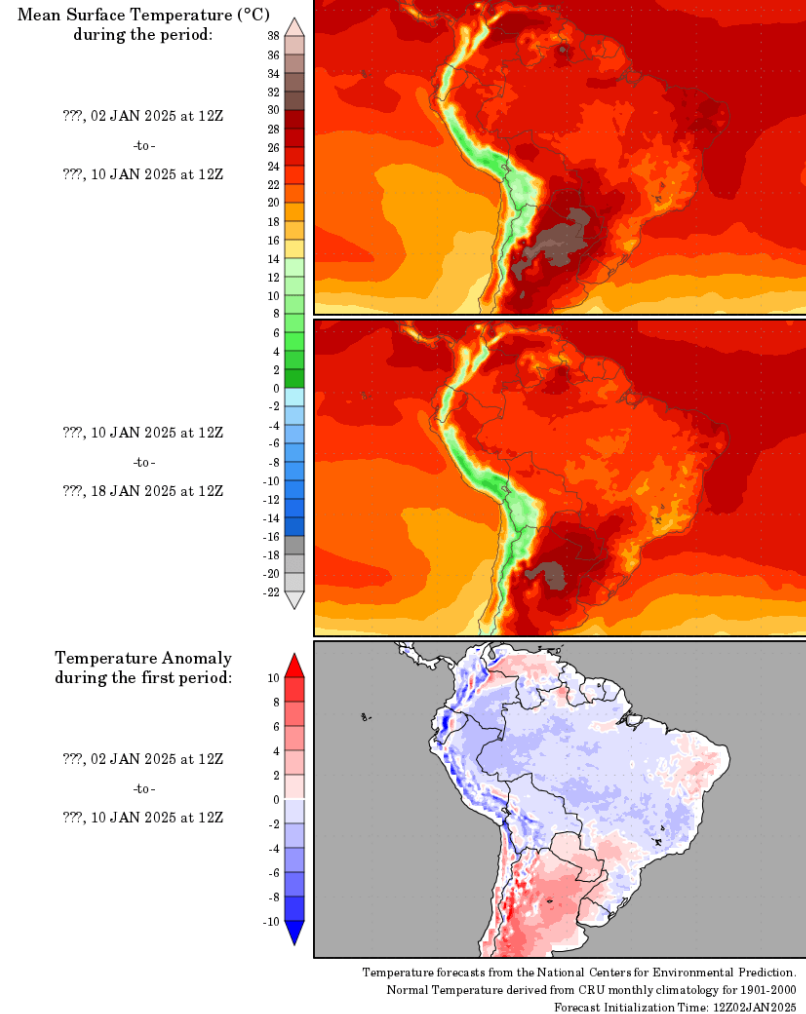 Mean Surface Temperature (°C)
during the period:
???, 02 JAN 2025 at 12Z
-to-
???, 10 JAN 2025 at 12Z
38
36
34
32
30
28
26
24
22
20
18
16
14
12
10
8
6
4
2
0
-2
-4
-6
-8
-10
-12
-14
-16
-18
-20
-22
???, 10 JAN 2025 at 12Z
-to-
???, 18 JAN 2025 at 12Z
Temperature Anomaly
during the first period:
???, 02 JAN 2025 at 12Z
-to-
???, 10 JAN 2025 at 12Z
10
8
6
4
2
0
-2
-4
-6
-8
-10
Temperature forecasts from the National Centers for Environmental Prediction.
Normal Temperature derived from CRU monthly climatology for 1901-2000
Forecast Initialization Time: 12Z02JAN2025